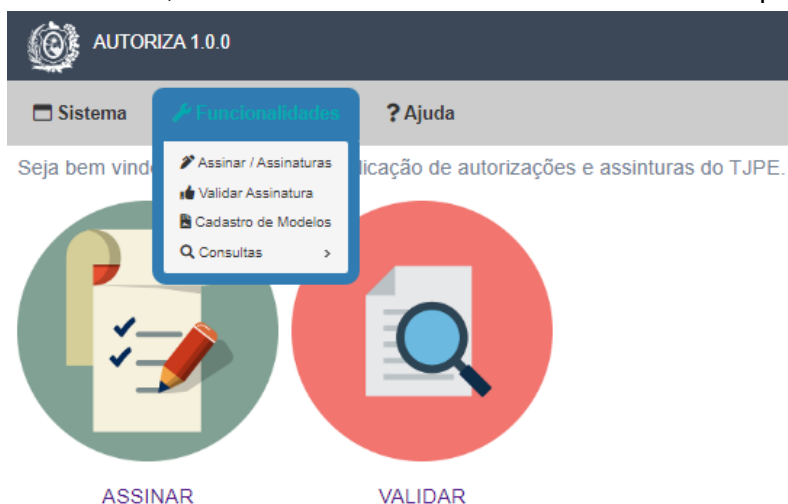 AUTORIZA 1.0.0
Sistema
Funcionalidades
? Ajuda
Assinar / Assinaturas
Validar Assinatura
Cadastro de Modelos
Consultas >
Seja bem vind licação de autorizações e assinturas do TJPE.
ASSINAR
VALIDAR